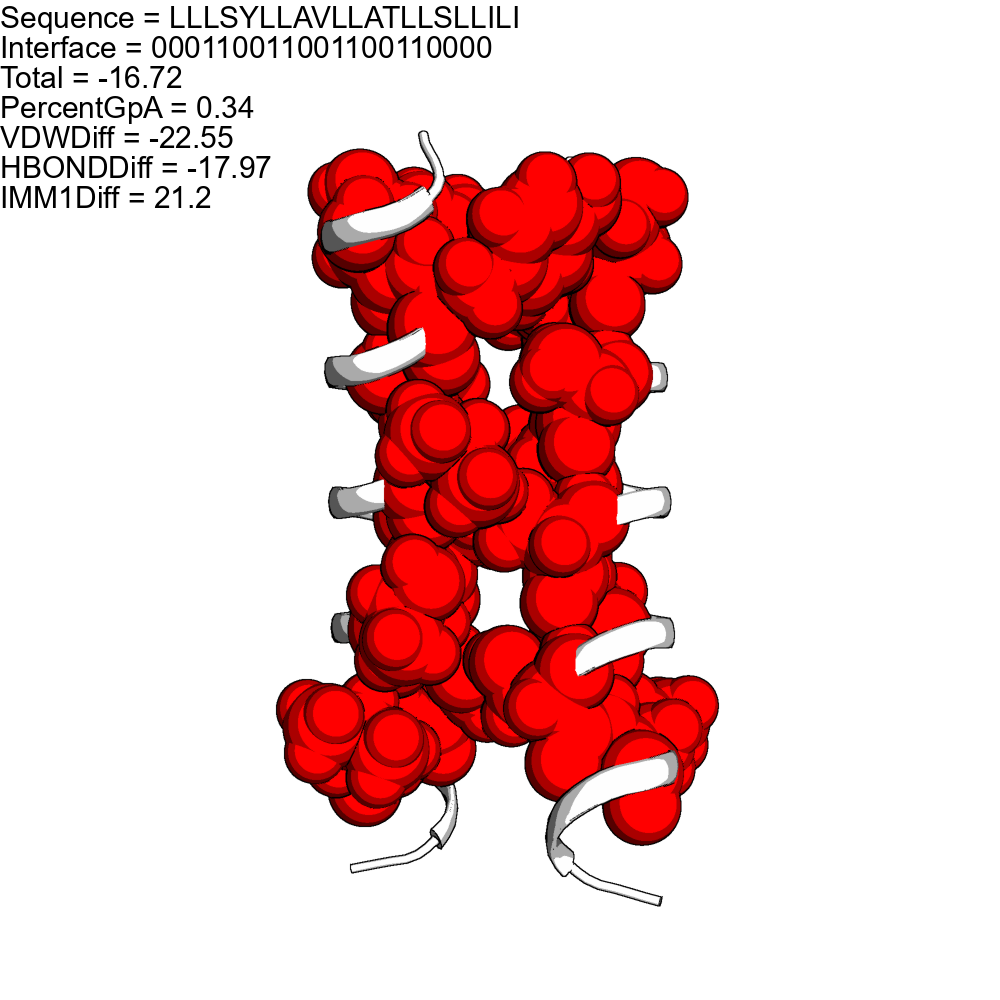 Sequence = LLLSYLLAVLLATLLSLLILI
Interface = 000110011001100110000
Total = -16.72
PercentGpA = 0.34
VDWDiff = -22.55
HBONDDiff = -17.97
IMM1Diff = 21.2